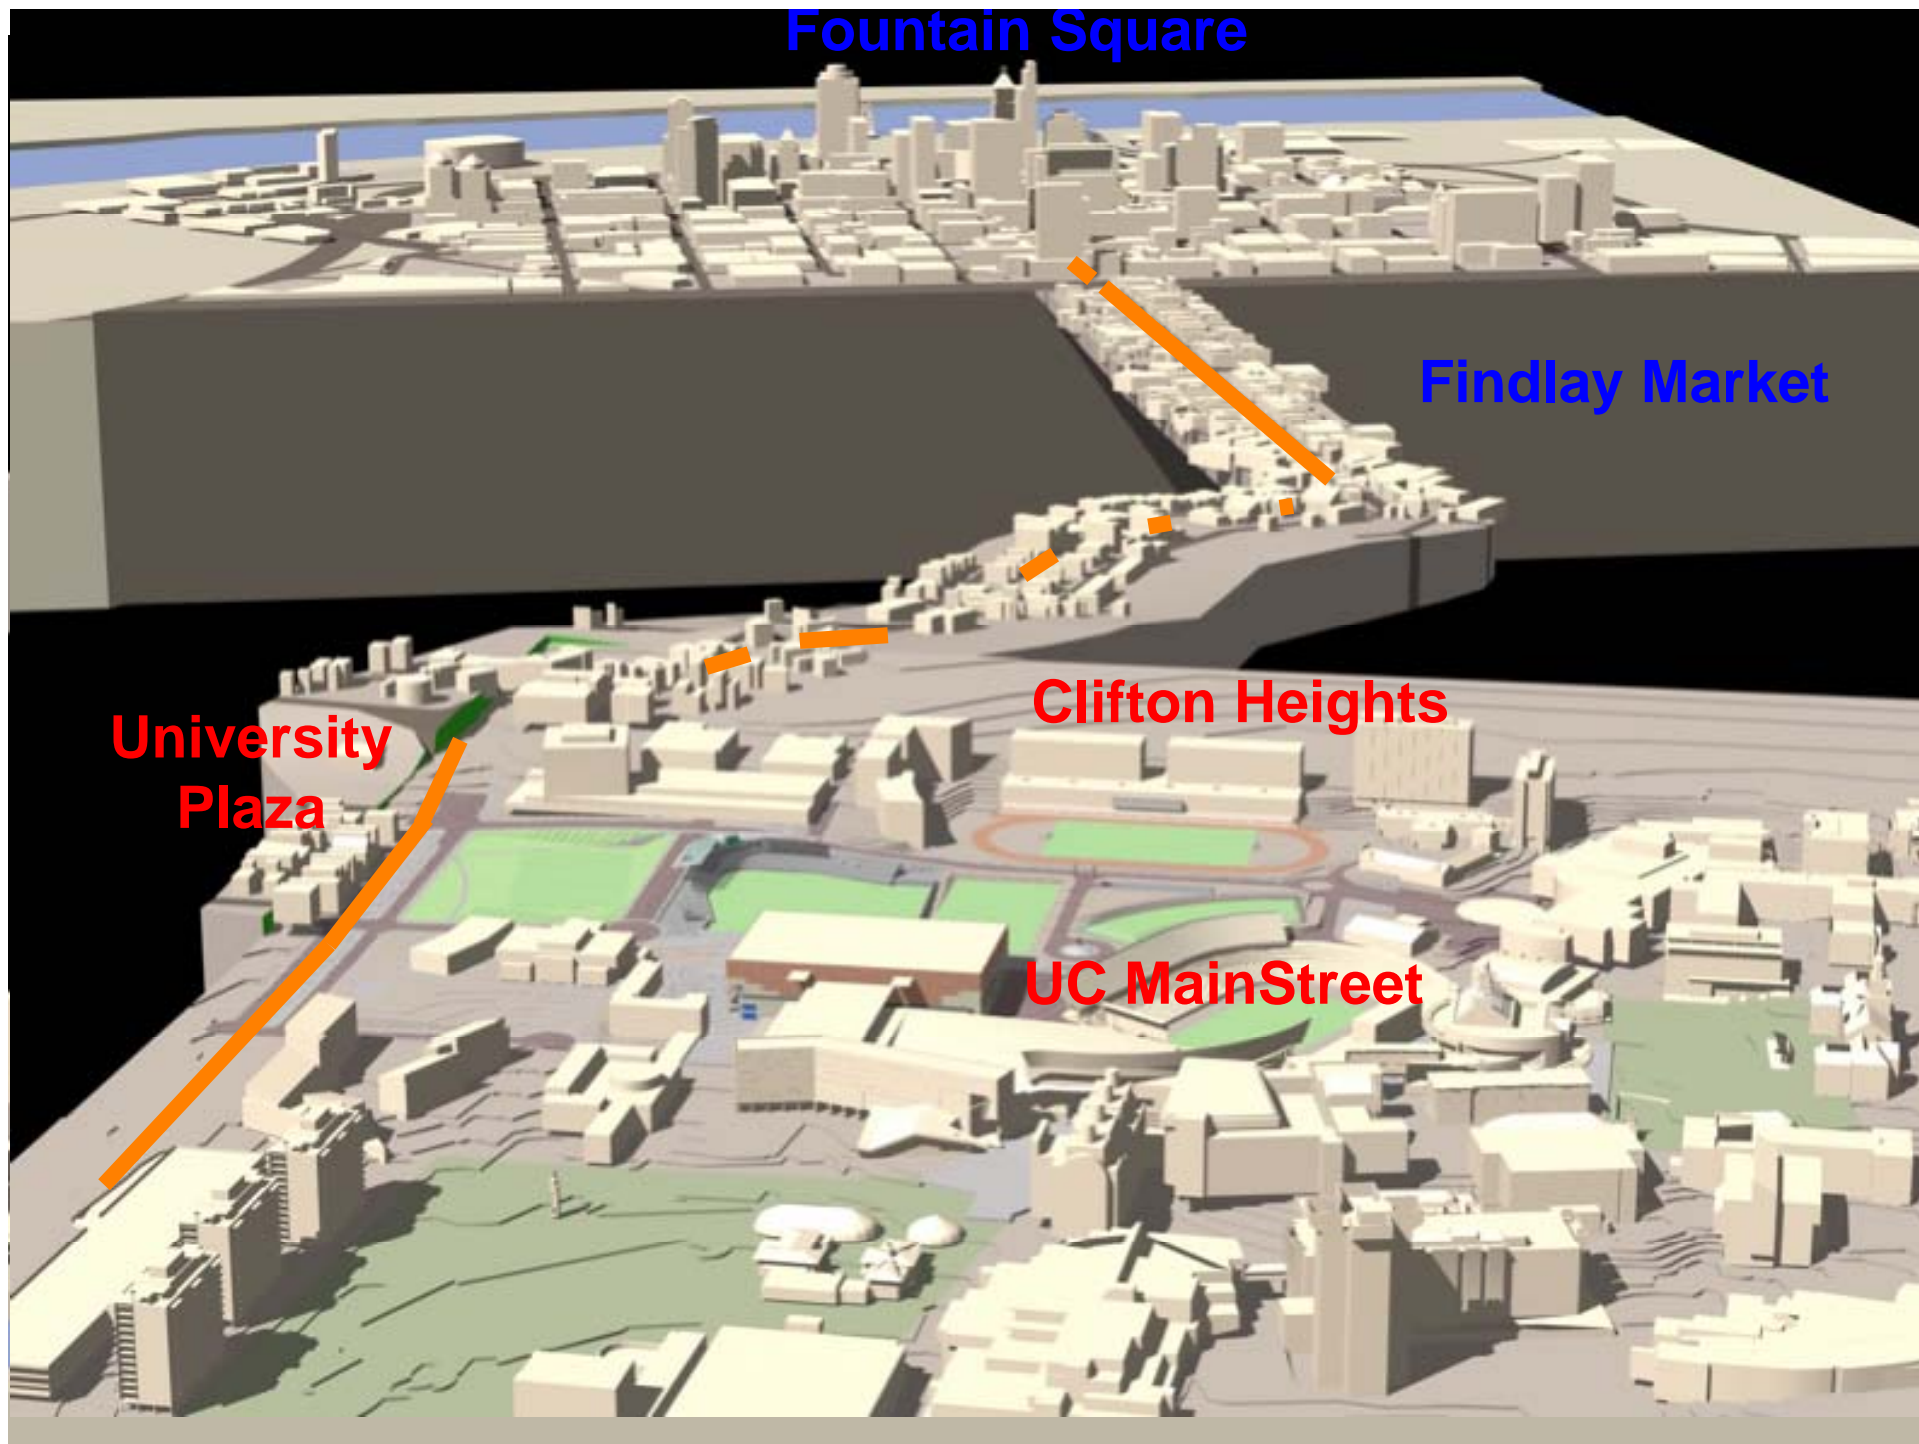 Fountain Square
Findlay Market
Clifton Heights
University
Plaza
UC MainStreet